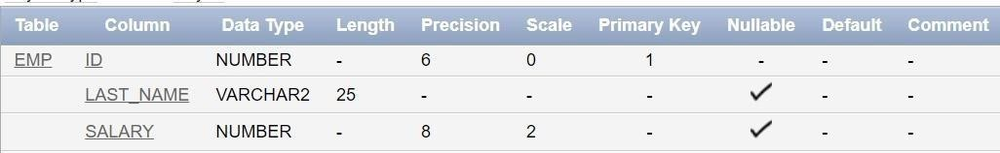 Table Column Data Type Length Precision Scale Primary Key Nullable Default Comment
EMP ID NUMBER - 6 0 1 - - -
LAST_NAME VARCHAR2 25 - - - ✓ - -
SALARY NUMBER - 8 2 - ✓ - -